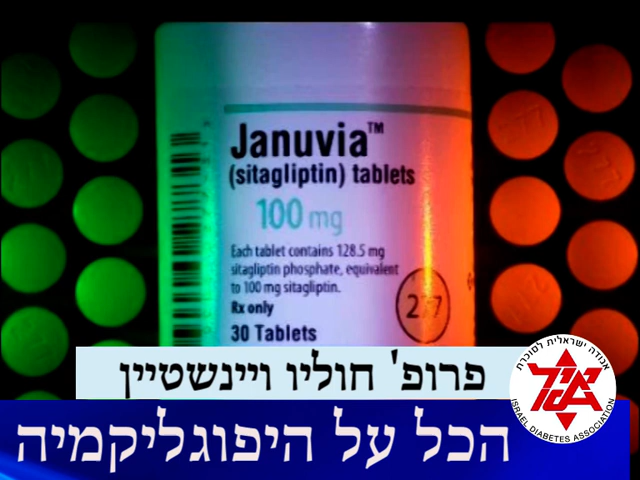 Januvia™
(sitagliptin) tablets
100 mg
Each tablet contains 128.5 mg
sitagliptin phosphate, equivalent
to 100 mg sitagliptin.
Rx only
30 Tablets
277
פרופ' חוליו ויינשטיין
הכל על היפוגליקמיה
אגודה ישראלית לסוכרת
ISRAEL DIABETES ASSOCIATION